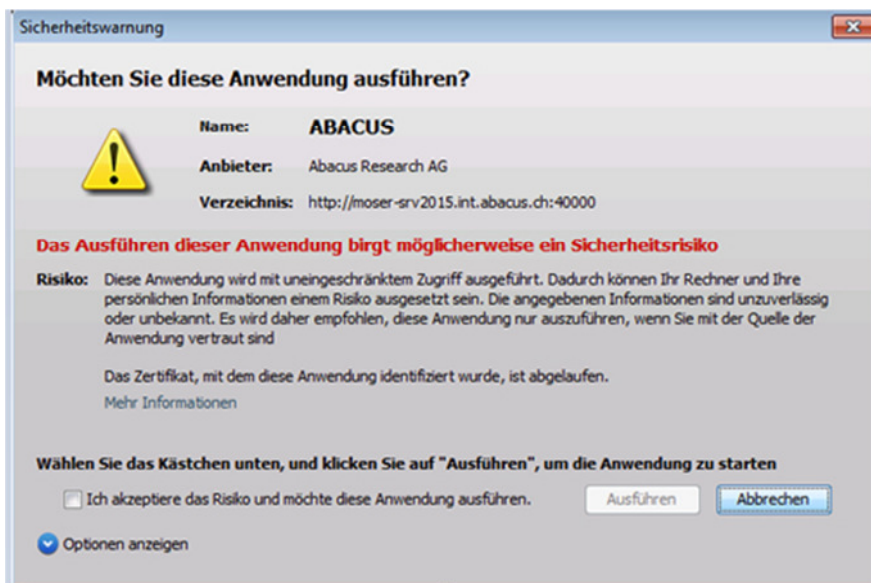 Sicherheitswarnung
Möchten Sie diese Anwendung ausführen?
Name: ABACUS
Anbieter: Abacus Research AG
Verzeichnis: http://moser-srv2015.int.abacus.ch:40000
Das Ausführen dieser Anwendung birgt möglicherweise ein Sicherheitsrisiko
Risiko: Diese Anwendung wird mit uneingeschränktem Zugriff ausgeführt. Dadurch können Ihr Rechner und Ihre
persönlichen Informationen einem Risiko ausgesetzt sein. Die angegebenen Informationen sind unzuverlässig
oder unbekannt. Es wird daher empfohlen, diese Anwendung nur auszuführen, wenn Sie mit der Quelle der
Anwendung vertraut sind
Das Zertifikat, mit dem diese Anwendung identifiziert wurde, ist abgelaufen.
Mehr Informationen
Wählen Sie das Kästchen unten, und klicken Sie auf "Ausführen", um die Anwendung zu starten
Ich akzeptiere das Risiko und möchte diese Anwendung ausführen. Ausführen Abbrechen
Optionen anzeigen